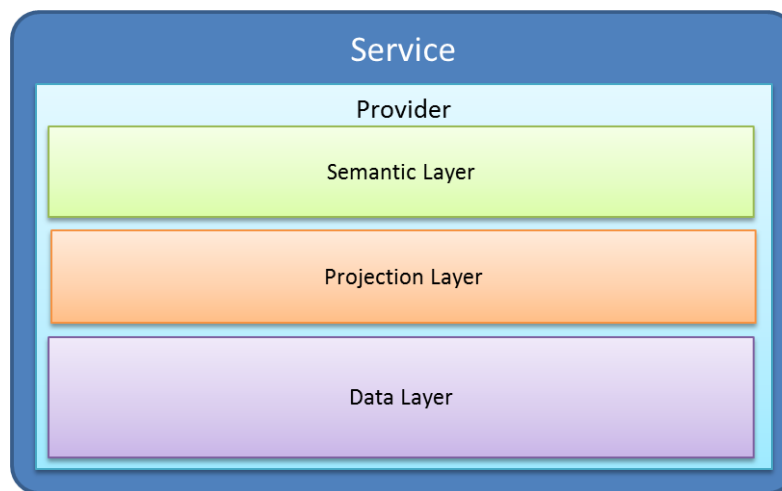 Service
Provider
Semantic Layer
Projection Layer
Data Layer